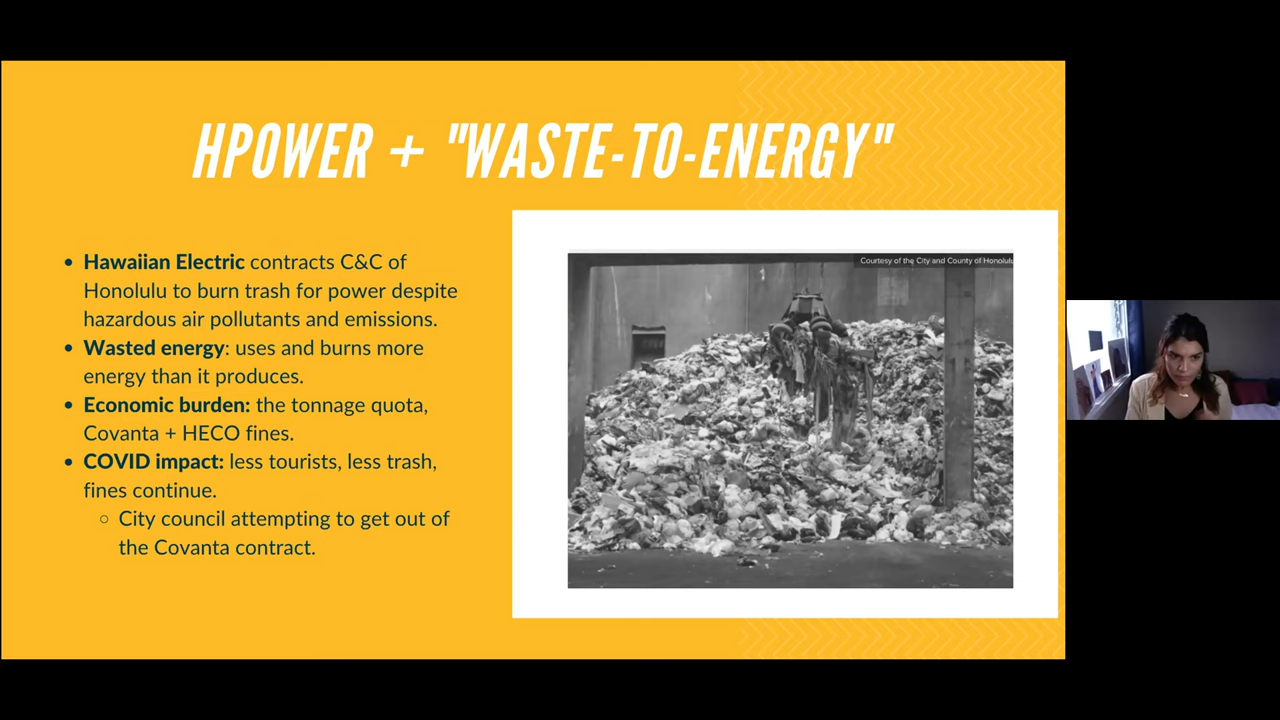 HPOWER + "WASTE-TO-ENERGY"
• Hawaiian Electric contracts C&C of
Honolulu to burn trash for power despite
hazardous air pollutants and emissions.
• Wasted energy: uses and burns more
energy than it produces.
• Economic burden: the tonnage quota,
Covanta + HECO fines.
• COVID impact: less tourists, less trash,
fines continue.
○ City council attempting to get out of
the Covanta contract.
Courtesy of the City and County of Honolulu